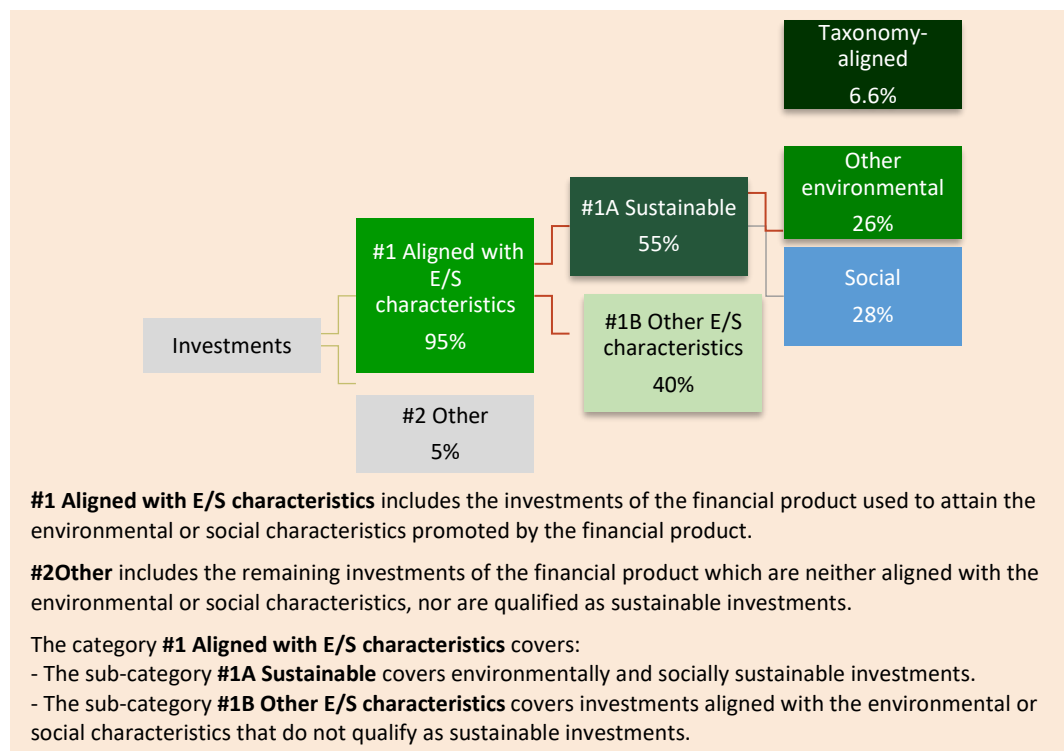 Taxonomy-
aligned
6.6%
Other
environmental
26%
#1A Sustainable
55%
#1 Aligned with
E/S
characteristics
95%
Social
28%
#1B Other E/S
characteristics
40%
Investments
#2 Other
5%
#1 Aligned with E/S characteristics includes the investments of the financial product used to attain the
environmental or social characteristics promoted by the financial product.
#2Other includes the remaining investments of the financial product which are neither aligned with the
environmental or social characteristics, nor are qualified as sustainable investments.
The category #1 Aligned with E/S characteristics covers:
- The sub-category #1A Sustainable covers environmentally and socially sustainable investments.
- The sub-category #1B Other E/S characteristics covers investments aligned with the environmental or
social characteristics that do not qualify as sustainable investments.